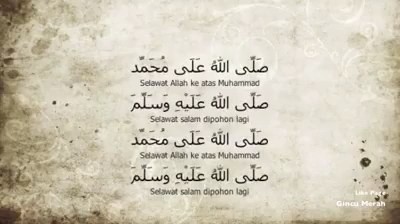 صَلَّى اللهُ عَلَى مُحَمَّد
Selawat Allah ke atas Muhammad
صَلَّى اللهُ عَلَيْهِ وَسَلَّمَ
Selawat salam dipohon lagi
صَلَّى اللهُ عَلَى مُحَمَّد
Selawat Allah ke atas Muhammad
صَلَّى اللهُ عَلَيْهِ وَسَلَّمَ
Selawat salam dipohon lagi
Like Page
Gincu Merah